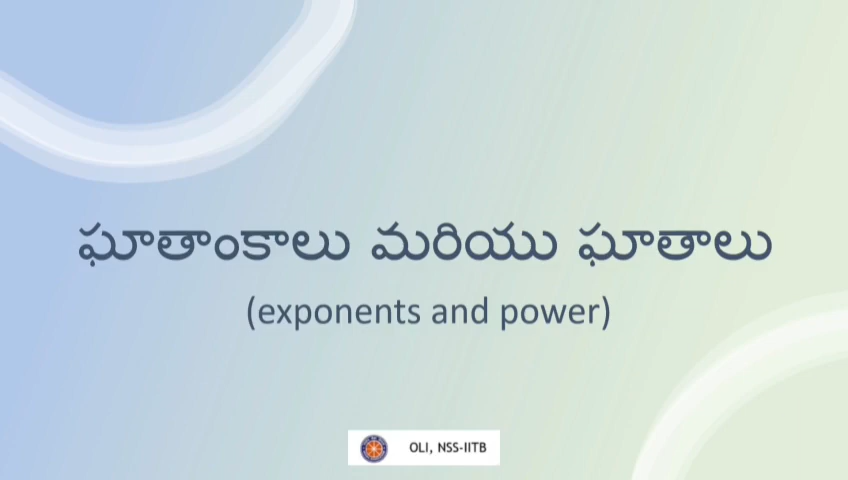 ఘాతాంకాలు మరియు ఘాతాలు
(exponents and power)
OLI, NSS-IITB